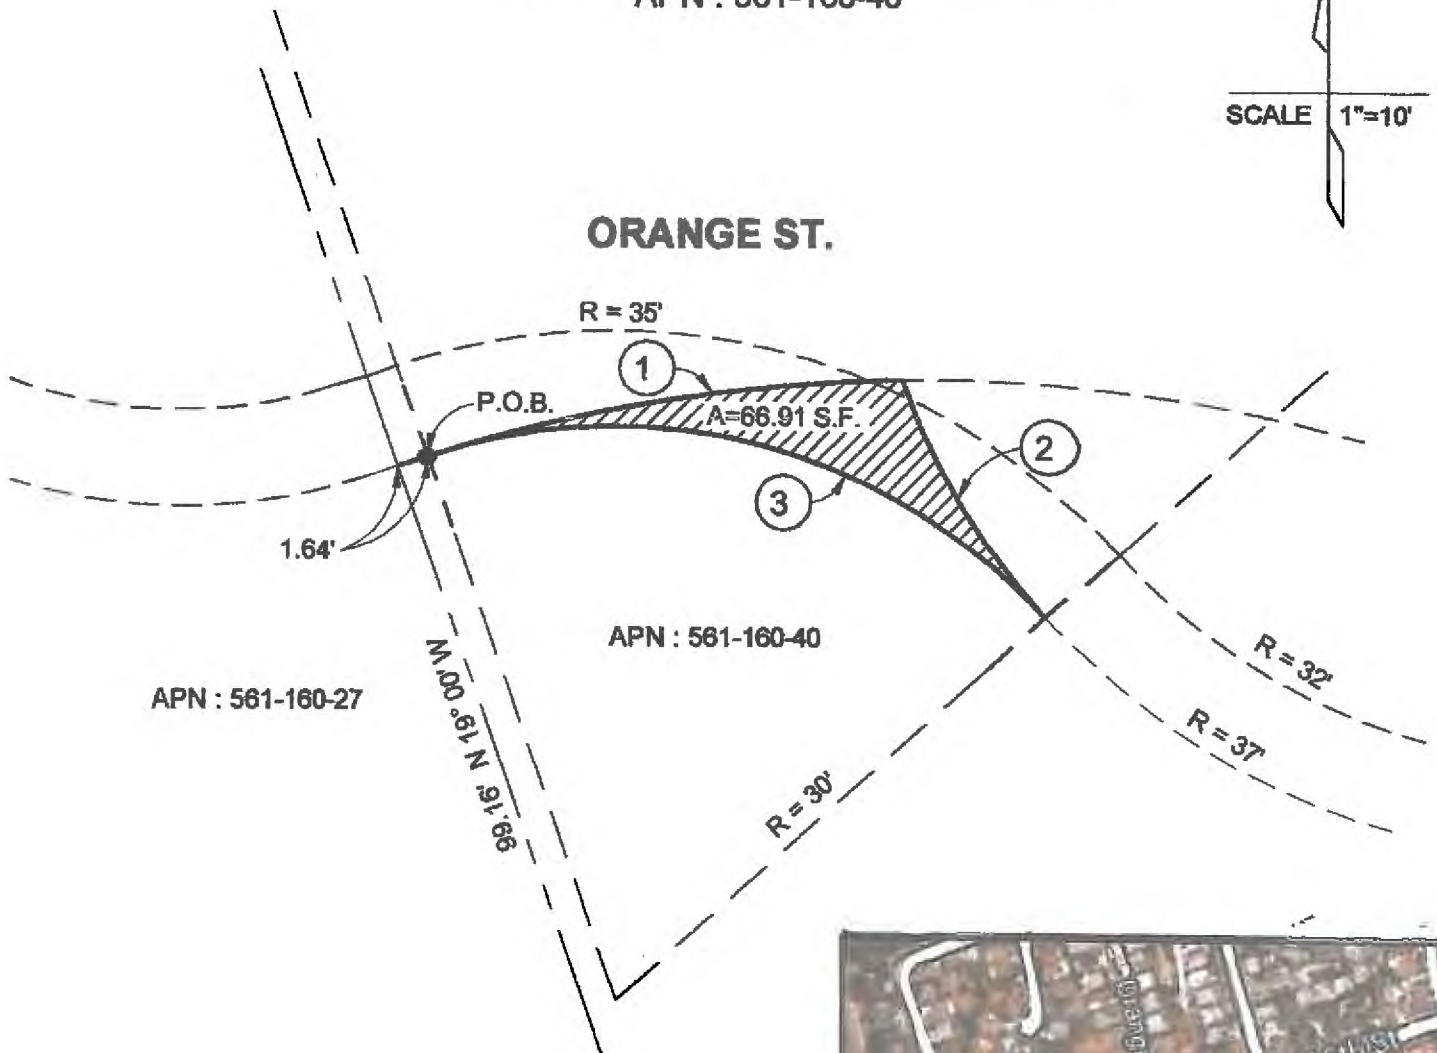 SCALE 1"=10'
ORANGE ST.
R = 35'
1
P.O.B.
A=66.91 S.F.
2
3
1.64'
APN : 561-160-40
APN : 561-160-27
99.16' N 19° 00' W
R = 32'
R = 37'
R = 30'